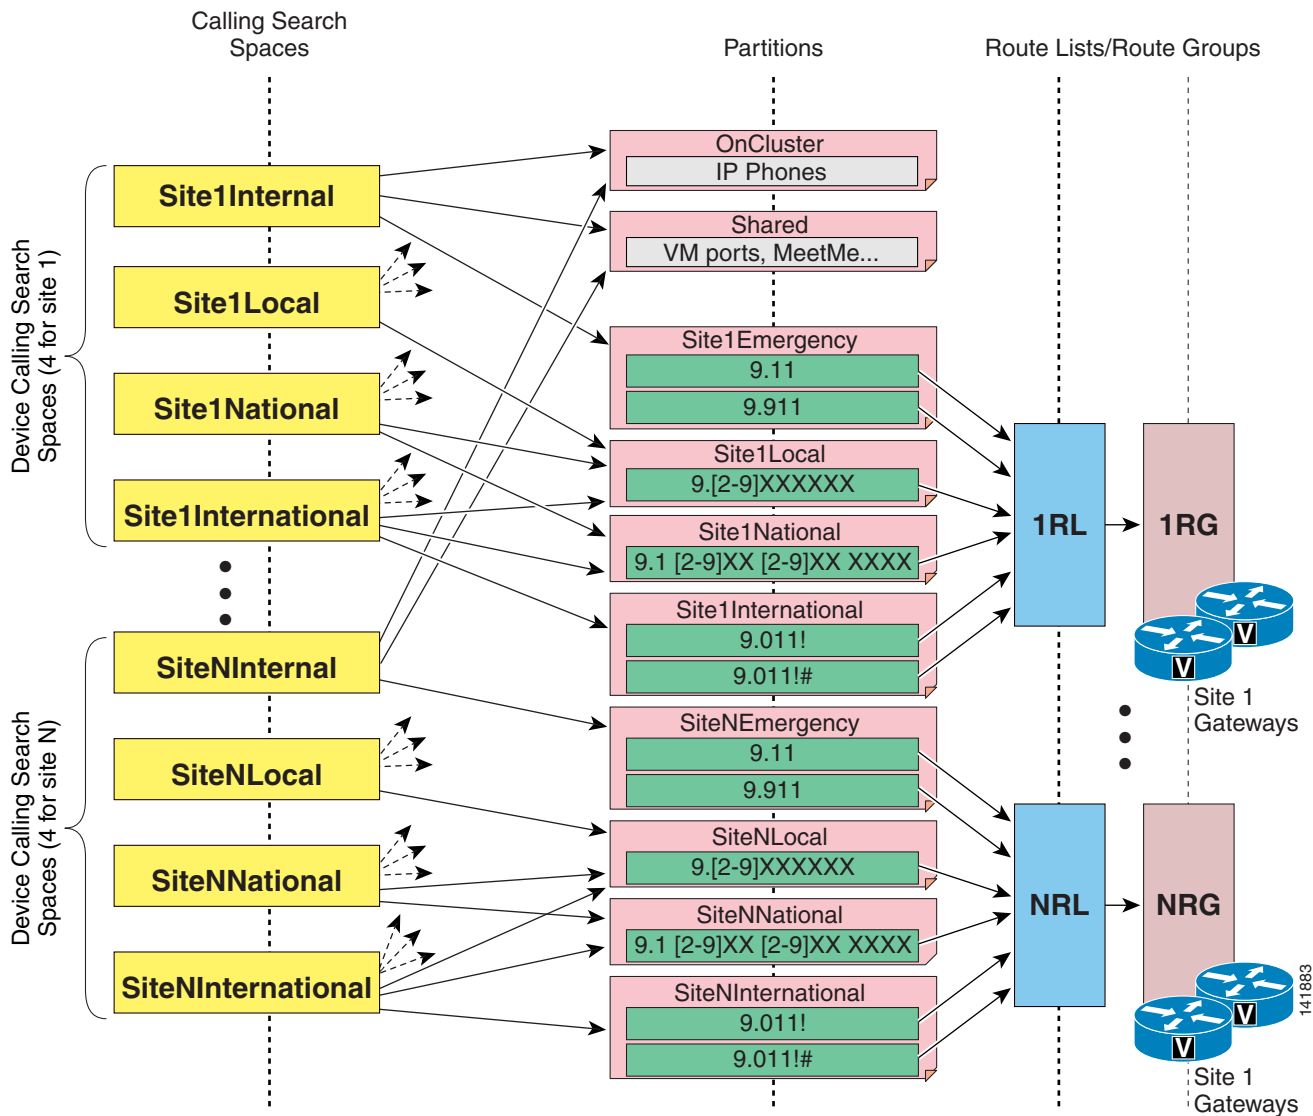 Calling Search
Spaces
Partitions
Route Lists/Route Groups
Device Calling Search
Spaces (4 for site 1)
Site1Internal
Site1Local
Site1National
Site1International
Device Calling Search
Spaces (4 for site N)
SiteNInternal
SiteNLocal
SiteNNational
SiteNInternational
OnCluster
IP Phones
Shared
VM ports, MeetMe...
Site1Emergency
9.11
9.911
Site1Local
9.[2-9]XXXXXX
Site1National
9.1 [2-9]XX [2-9]XX XXXX
Site1International
9.011!
9.011!#
SiteNEmergency
9.11
9.911
SiteNLocal
9.[2-9]XXXXXX
SiteNNational
9.1 [2-9]XX [2-9]XX XXXX
SiteNInternational
9.011!
9.011!#
1RL
1RG
V
V
Site 1
Gateways
NRL
NRG
V
V
Site 1
Gateways
141883